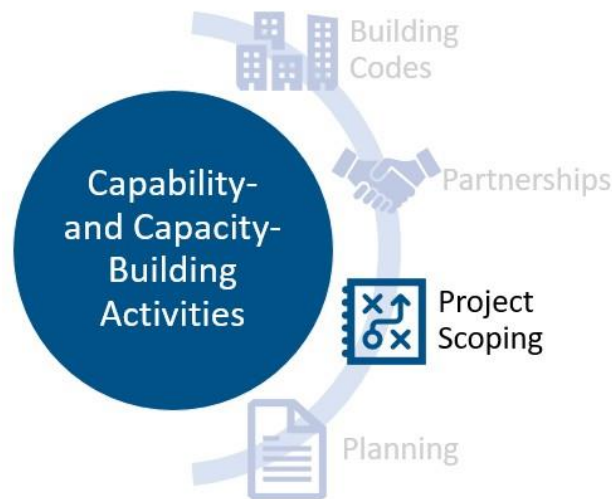 Building
Codes
Capability-
and Capacity-
Building
Activities
Partnerships
Project
Scoping
Planning